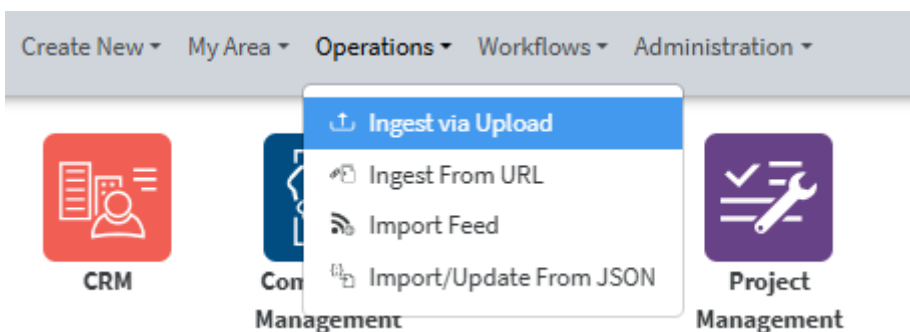 Create New My Area Operations Workflows Administration
Ingest via Upload
Ingest From URL
Import Feed
Import/Update From JSON
CRM
Con
Management
Project
Management